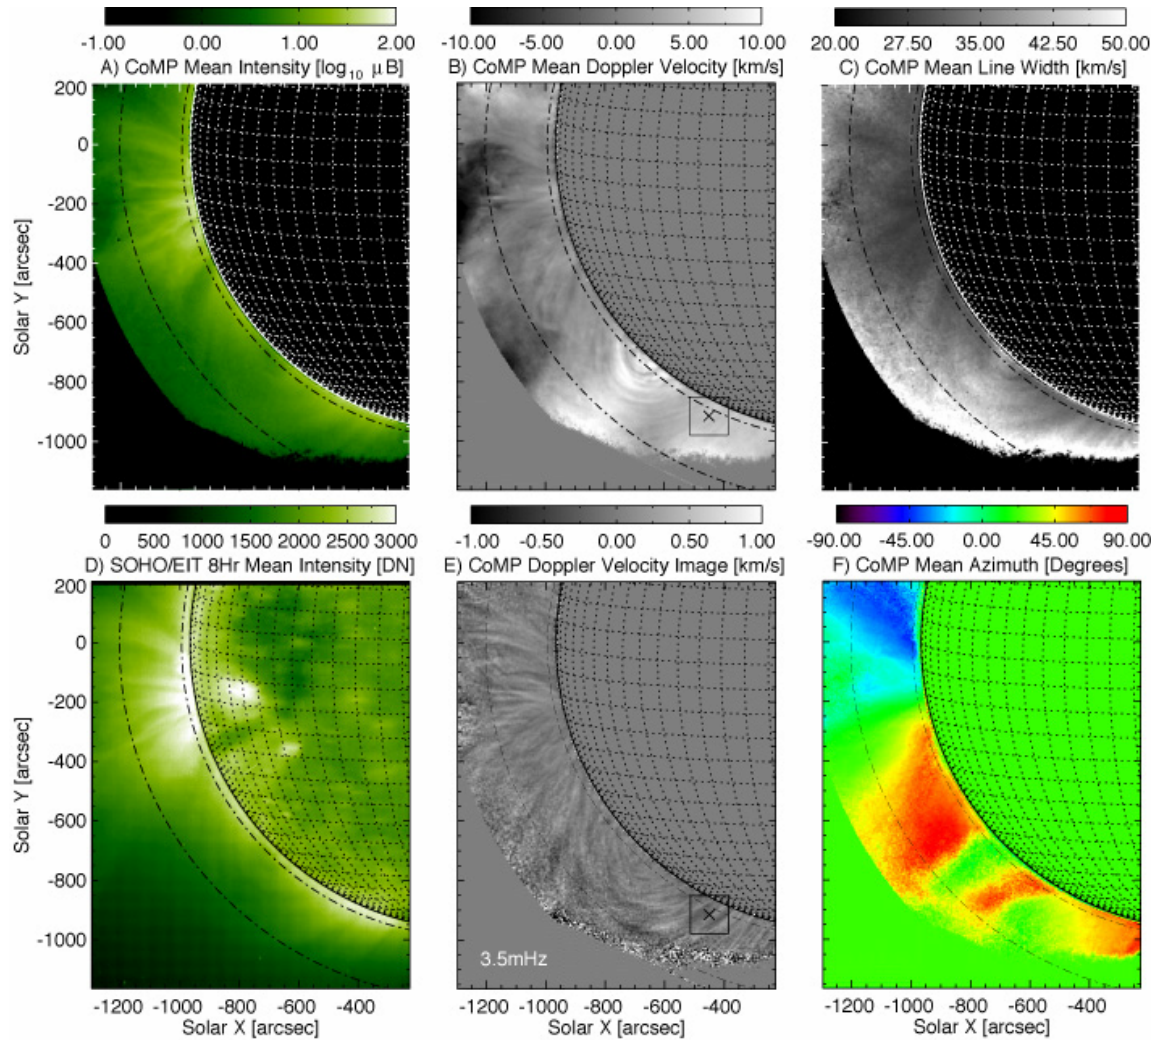 -1.00 0.00 1.00 2.00
A) CoMP Mean Intensity [log10 μB]
-10.00 -5.00 0.00 5.00 10.00
B) CoMP Mean Doppler Velocity [km/s]
20.00 27.50 35.00 42.50 50.00
C) CoMP Mean Line Width [km/s]
200
0
-200
-400
-600
-800
-1000
Solar Y [arcsec]
0 500 1000 1500 2000 2500 3000
D) SOHO/EIT 8Hr Mean Intensity [DN]
-1.00 -0.50 0.00 0.50 1.00
E) CoMP Doppler Velocity Image [km/s]
-90.00 -45.00 0.00 45.00 90.00
F) CoMP Mean Azimuth [Degrees]
200
0
-200
-400
-600
-800
-1000
Solar Y [arcsec]
3.5mHz
-1200 -1000 -800 -600 -400
Solar X [arcsec]
-1200 -1000 -800 -600 -400
Solar X [arcsec]
-1200 -1000 -800 -600 -400
Solar X [arcsec]